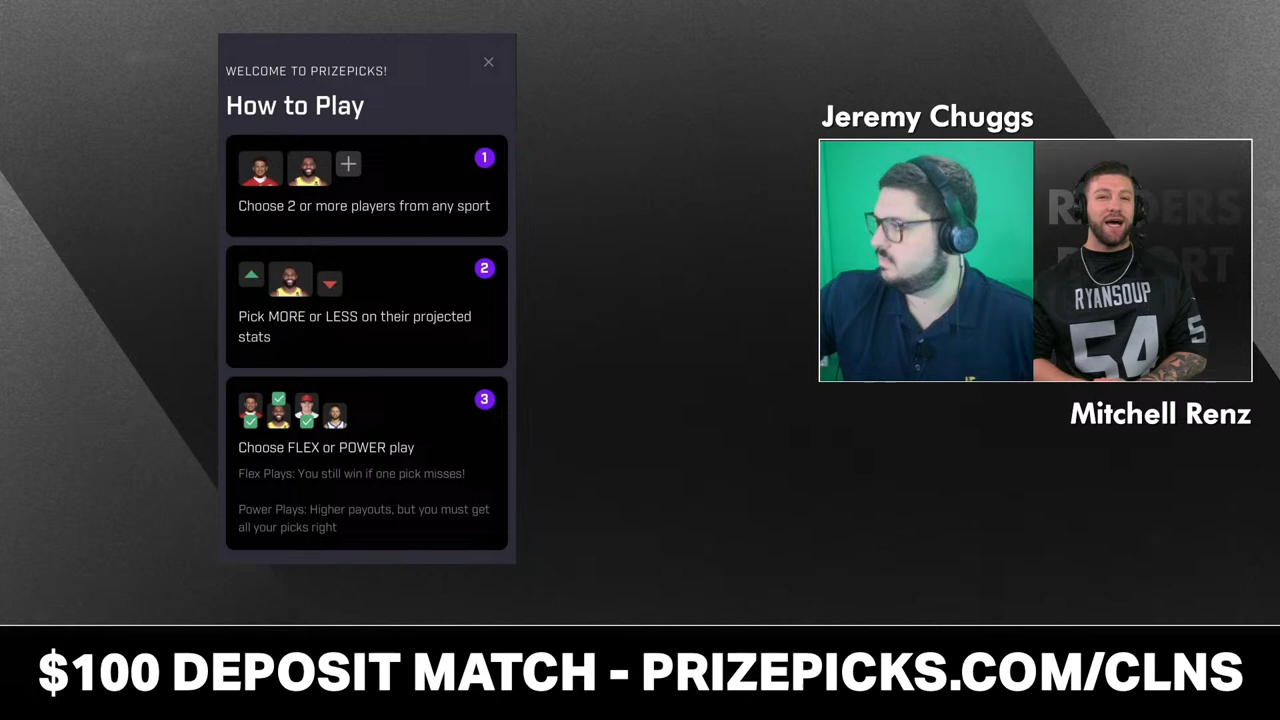 WELCOME TO PRIZEPICKS!
How to Play
1
Choose 2 or more players from any sport
2
Pick MORE or LESS on their projected
stats
3
Choose FLEX or POWER play
Flex Plays: You still win if one pick misses!
Power Plays: Higher payouts, but you must get
all your picks right
Jeremy Chuggs
RYANSOUP
54
5
Mitchell Renz
$100 DEPOSIT MATCH - PRIZEPICKS.COM/CLNS